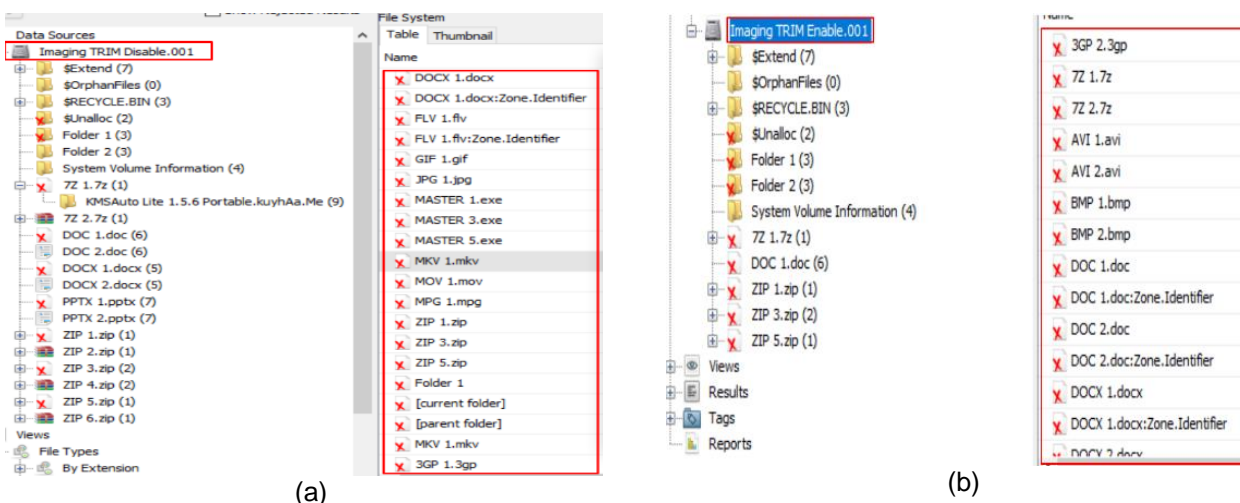 File System
Data Sources
Table Thumbnail
Imaging TRIM Disable.001
Name
$Extend (7)
$OrphanFiles (0)
$RECYCLE.BIN (3)
$Unalloc (2)
Folder 1 (3)
Folder 2 (3)
System Volume Information (4)
7Z 1.7z (1)
KMSAuto Lite 1.5.6 Portable.kuyhAa.Me (9)
7Z 2.7z (1)
DOC 1.doc (6)
DOC 2.doc (6)
DOCX 1.docx (5)
DOCX 2.docx (5)
PPTX 1.pptx (7)
PPTX 2.pptx (7)
ZIP 1.zip (1)
ZIP 2.zip (1)
ZIP 3.zip (2)
ZIP 4.zip (2)
ZIP 5.zip (1)
ZIP 6.zip (1)
Views
File Types
By Extension
DOCX 1.docx
DOCX 1.docx:Zone.Identifier
FLV 1.flv
FLV 1.flv:Zone.Identifier
GIF 1.gif
JPG 1.jpg
MASTER 1.exe
MASTER 3.exe
MASTER 5.exe
MKV 1.mkv
MOV 1.mov
MPG 1.mpg
ZIP 1.zip
ZIP 3.zip
ZIP 5.zip
Folder 1
[current folder]
[parent folder]
MKV 1.mkv
3GP 1.3gp
(a)
Imaging TRIM Enable.001
$Extend (7)
$OrphanFiles (0)
$RECYCLE.BIN (3)
$Unalloc (2)
Folder 1 (3)
Folder 2 (3)
System Volume Information (4)
7Z 1.7z (1)
DOC 1.doc (6)
ZIP 1.zip (1)
ZIP 3.zip (2)
ZIP 5.zip (1)
Views
Results
Tags
Reports
3GP 2.3gp
7Z 1.7z
7Z 2.7z
AVI 1.avi
AVI 2.avi
BMP 1.bmp
BMP 2.bmp
DOC 1.doc
DOC 1.doc:Zone.Identifier
DOC 2.doc
DOC 2.doc:Zone.Identifier
DOCX 1.docx
DOCX 1.docx:Zone.Identifier
DOCX 2.docx
(b)